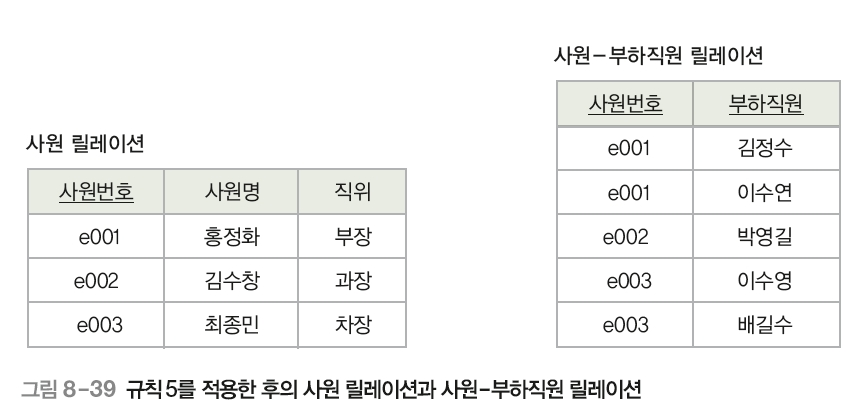 사원 릴레이션
사원번호 사원명 직위
e001 홍정화 부장
e002 김수창 과장
e003 최종민 차장
사원-부하직원 릴레이션
사원번호 부하직원
e001 김정수
e001 이수연
e002 박영길
e003 이수영
e003 배길수
그림 8-39 규칙5를 적용한 후의 사원 릴레이션과 사원-부하직원 릴레이션